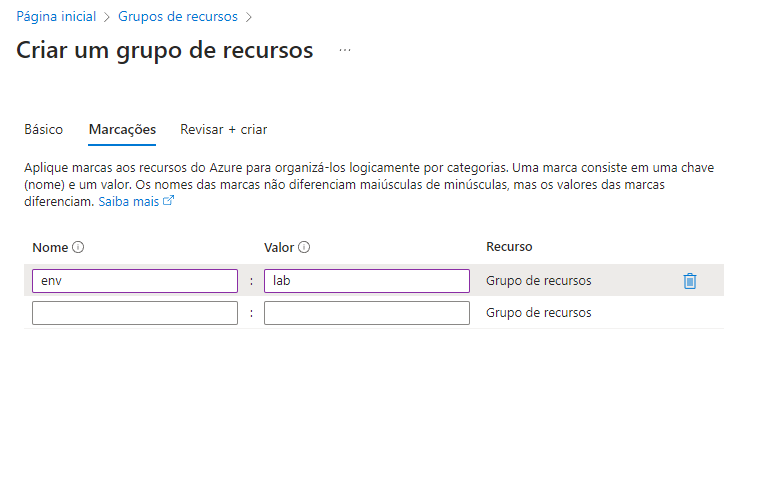 Página inicial > Grupos de recursos >
Criar um grupo de recursos ...
Básico Marcações Revisar + criar
Aplique marcas aos recursos do Azure para organizá-los logicamente por categorias. Uma marca consiste em uma chave
(nome) e um valor. Os nomes das marcas não diferenciam maiúsculas de minúsculas, mas os valores das marcas
diferenciam. Saiba mais
Nome Valor Recurso
env : lab Grupo de recursos
: Grupo de recursos